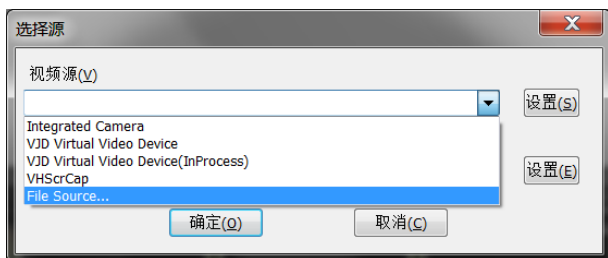 选择源
视频源(V)
设置(S)
Integrated Camera
VJD Virtual Video Device
VJD Virtual Video Device(InProcess)
VHScrCap
File Source...
设置(E)
确定(O)
取消(C)